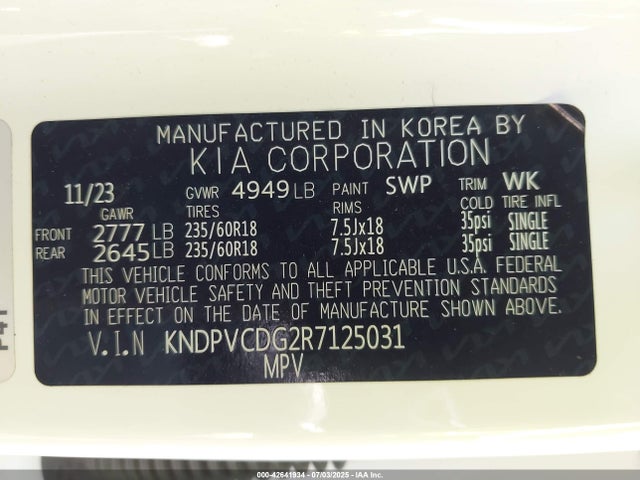 MANUFACTURED IN KOREA BY
KIA CORPORATION
11/23 GVWR 4949 LB PAINT SWP TRIM WK
GAWR TIRES RIMS COLD TIRE INFL
FRONT 2777 LB 235/60R18 7.5Jx18 35psi SINGLE
REAR 2645 LB 235/60R18 7.5Jx18 35psi SINGLE
THIS VEHICLE CONFORMS TO ALL APPLICABLE U.S.A. FEDERAL
MOTOR VEHICLE SAFETY AND THEFT PREVENTION STANDARDS
IN EFFECT ON THE DATE OF MANUFACTURE SHOWN ABOVE.
V.I.N KNDPVCDG2R7125031
MPV
000-42641934 - 07/03/2025 - IAAI.COM